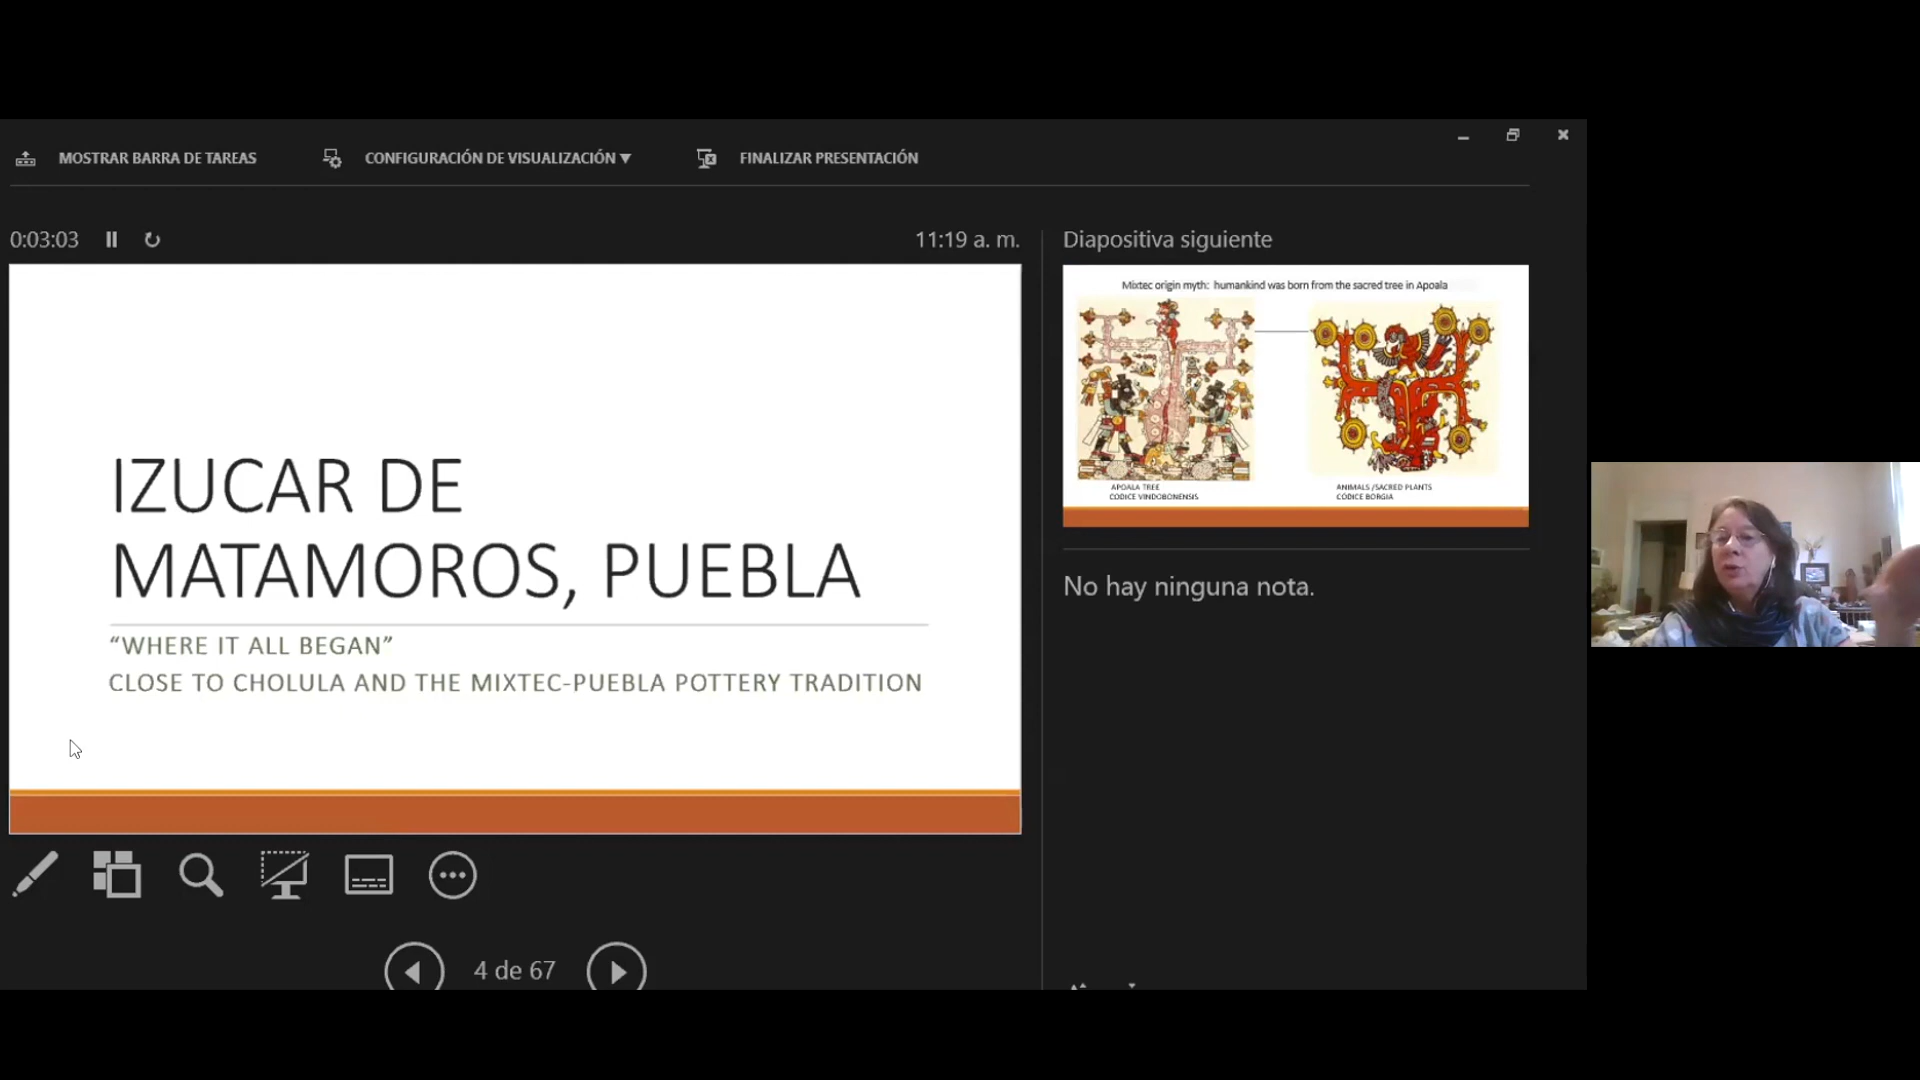 MOSTRAR BARRA DE TAREAS
CONFIGURACIÓN DE VISUALIZACIÓN ▼
FINALIZAR PRESENTACIÓN
0:03:03
11:19 a. m.
IZUCAR DE
MATAMOROS, PUEBLA
“WHERE IT ALL BEGAN”
CLOSE TO CHOLULA AND THE MIXTEC-PUEBLA POTTERY TRADITION
4 de 67
Diapositiva siguiente
Mixtec origin myth: humankind was born from the sacred tree in Apoala
APOALA TREE
CODICE VINDOBONENSIS
ANIMALS /SACRED PLANTS
CODICE BORGIA
No hay ninguna nota.